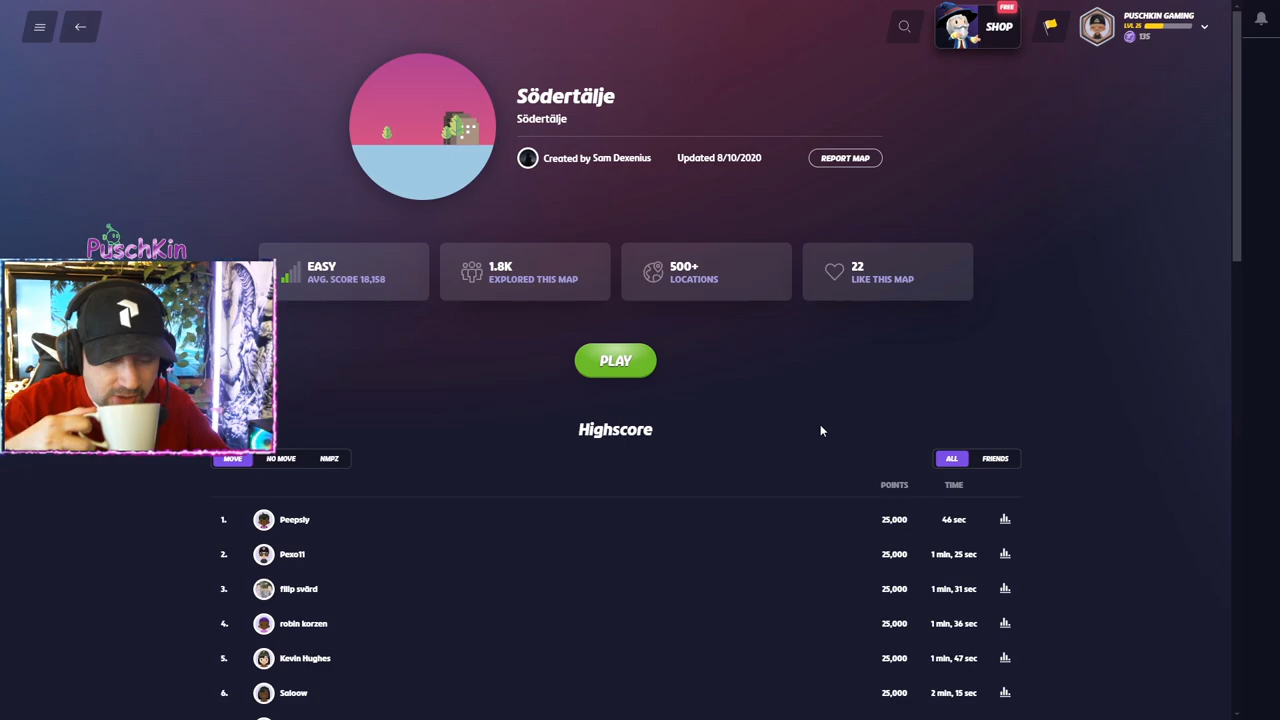 FREE
SHOP
PUSCHKIN GAMING
LVL 25
135
Södertälje
Södertälje
Created by Sam Dexenius
Updated 8/10/2020
REPORT MAP
PuschKin
EASY
AVG. SCORE 18,158
1.8K
EXPLORED THIS MAP
500+
LOCATIONS
22
LIKE THIS MAP
PLAY
Highscore
MOVE
NO MOVE
NMPZ
ALL
FRIENDS
POINTS
TIME
1. Peepsly 25,000 46 sec
2. Pexo11 25,000 1 min, 25 sec
3. filip svärd 25,000 1 min, 31 sec
4. robin korzen 25,000 1 min, 36 sec
5. Kevin Hughes 25,000 1 min, 47 sec
6. Saloow 25,000 2 min, 15 sec